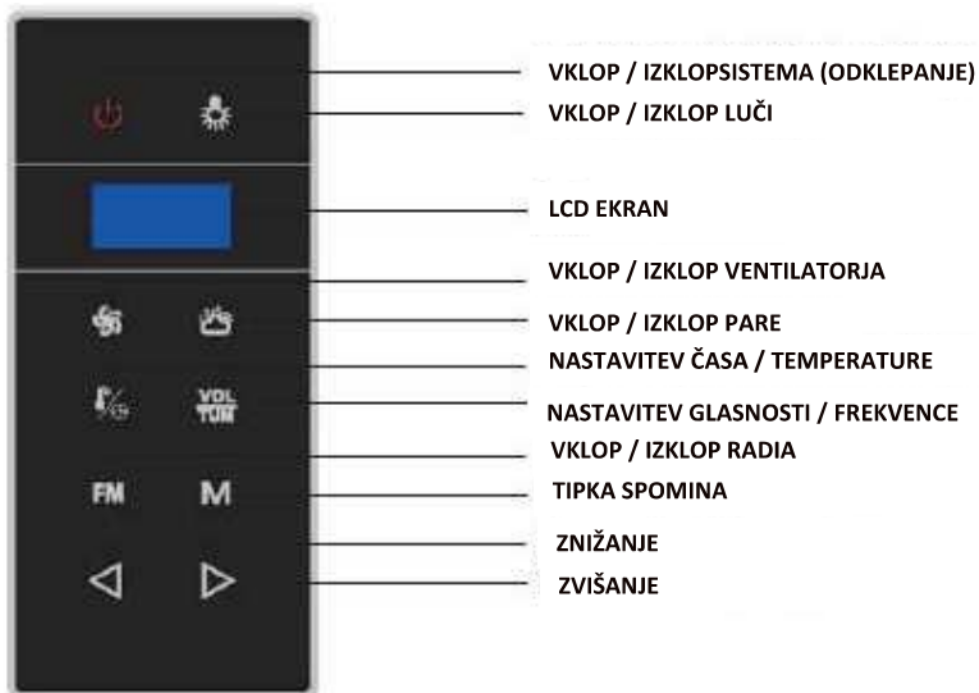 VKLOP / IZKLOPSISTEMA (ODKLEPANJE)
VKLOP / IZKLOP LUČI
LCD EKRAN
VKLOP / IZKLOP VENTILATORJA
VKLOP / IZKLOP PARE
NASTAVITEV ČASA / TEMPERATURE
VOL
TUM
NASTAVITEV GLASNOSTI / FREKVENCE
VKLOP / IZKLOP RADIA
FM M
TIPKA SPOMINA
ZNIŽANJE
ZVIŠANJE